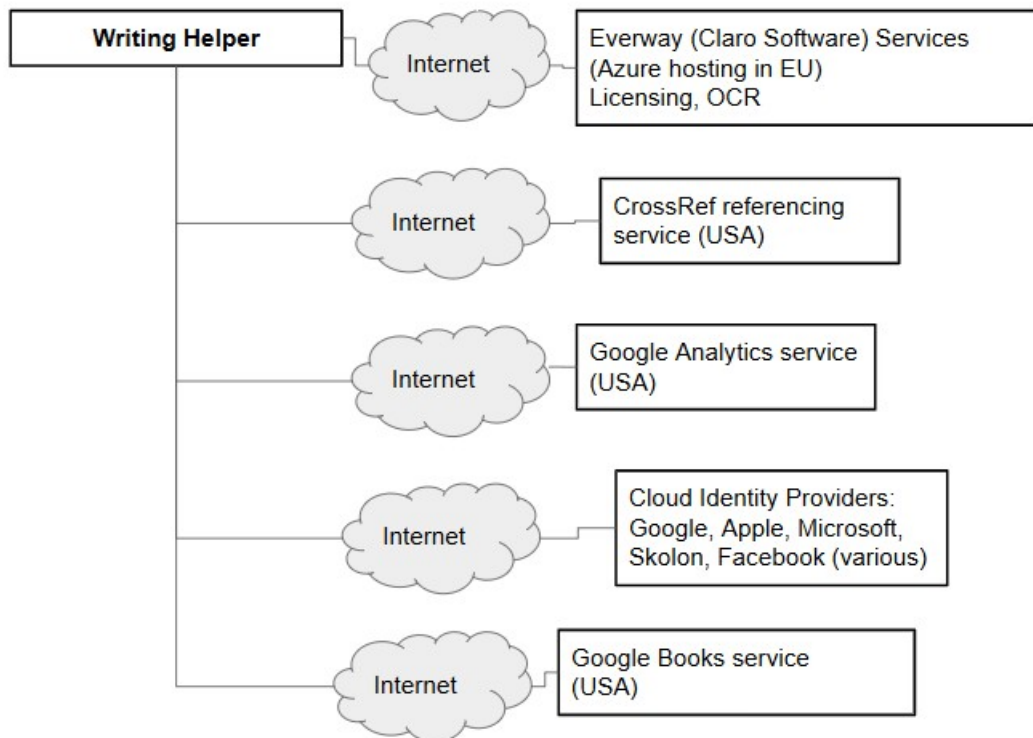 Writing Helper
Internet
Everway (Claro Software) Services
(Azure hosting in EU)
Licensing, OCR
Internet
CrossRef referencing
service (USA)
Internet
Google Analytics service
(USA)
Internet
Cloud Identity Providers:
Google, Apple, Microsoft,
Skolon, Facebook (various)
Internet
Google Books service
(USA)